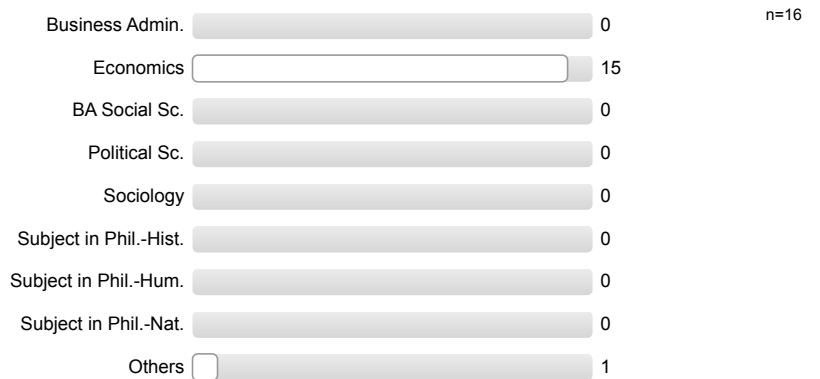 Business Admin. 0 n=16
Economics 15
BA Social Sc. 0
Political Sc. 0
Sociology 0
Subject in Phil.-Hist. 0
Subject in Phil.-Hum. 0
Subject in Phil.-Nat. 0
Others 1